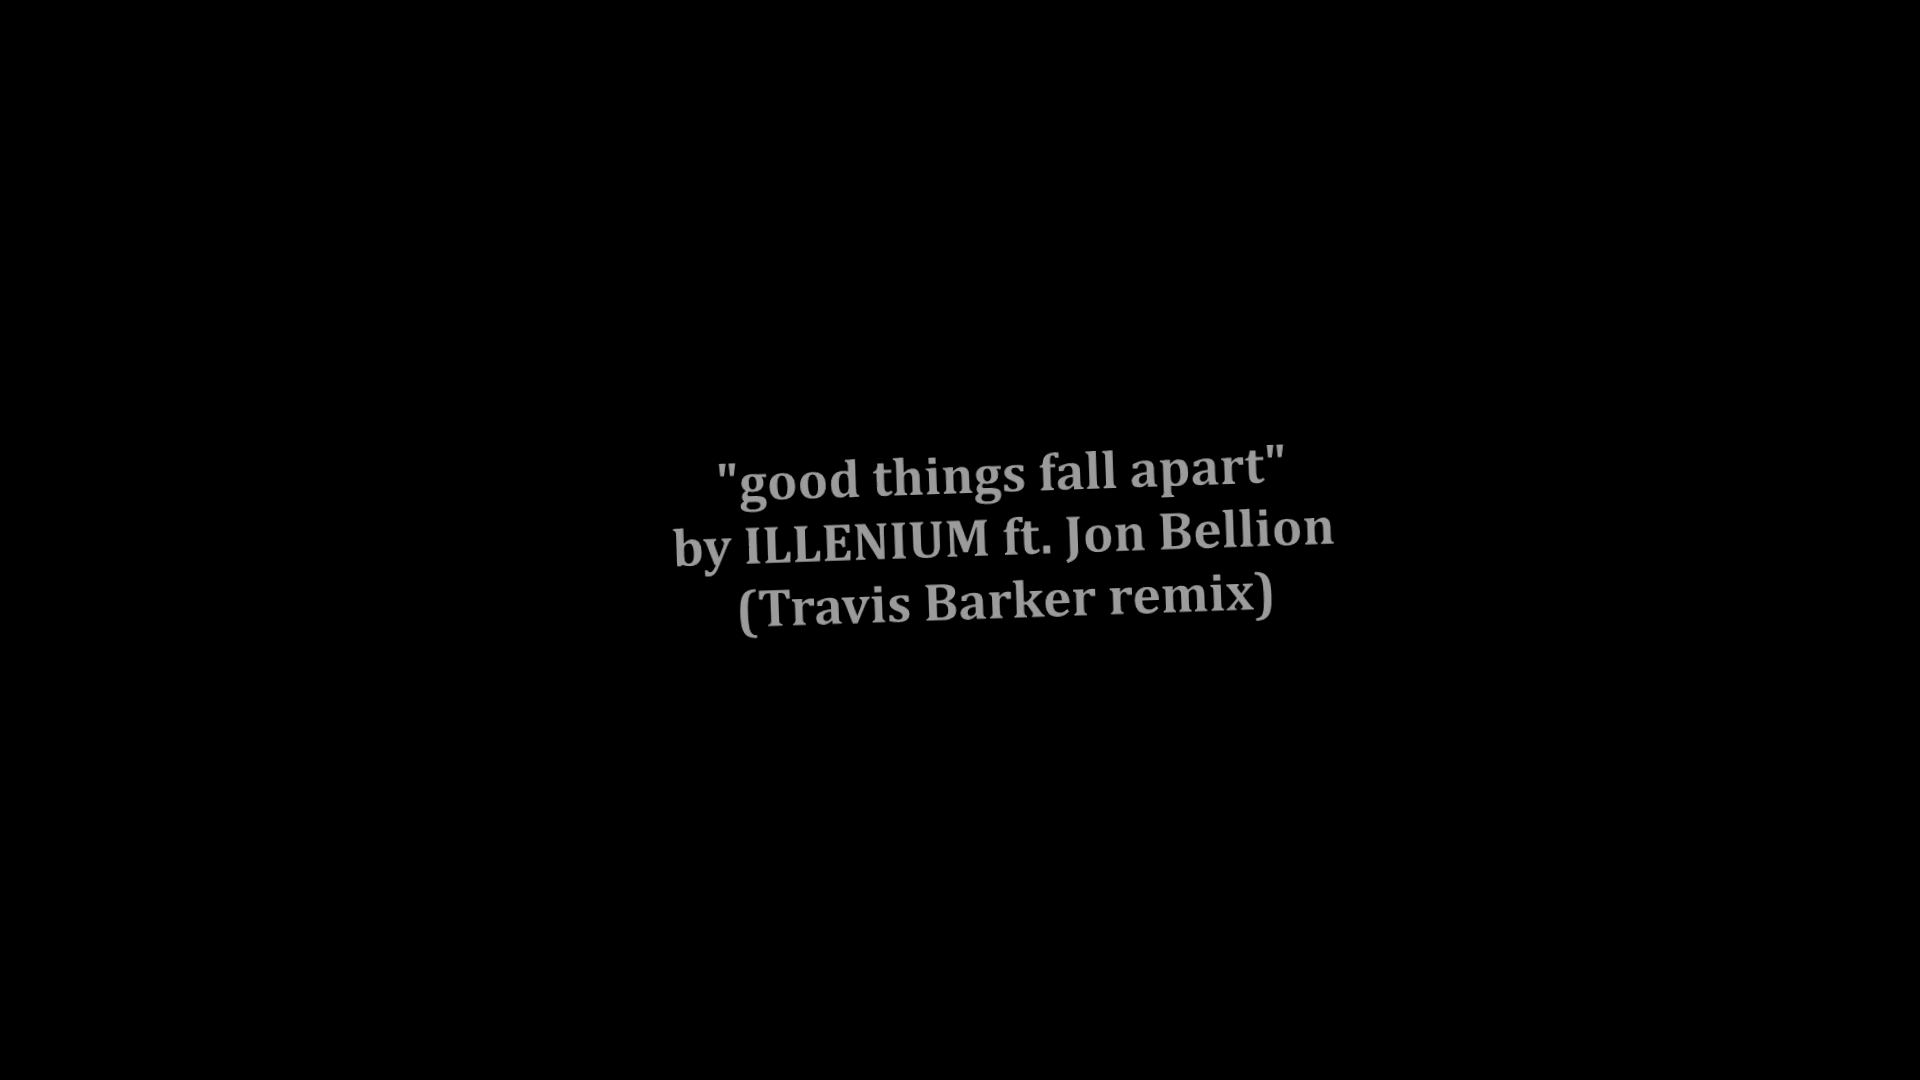 "good things fall apart"
by ILLENIUM ft. Jon Bellion
(Travis Barker remix)